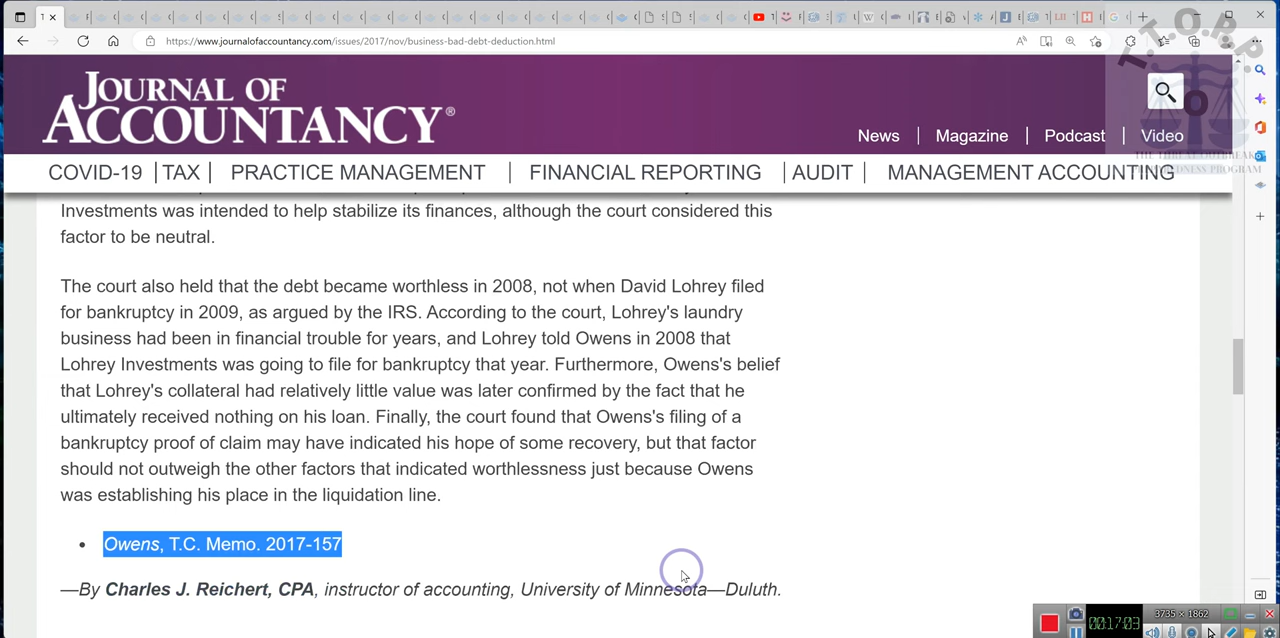 https://www.journalofaccountancy.com/issues/2017/nov/business-bad-debt-deduction.html
T.T.O.P.P.
JOURNAL OF
ACCOUNTANCY®
News | Magazine | Podcast | Video
COVID-19 | TAX | PRACTICE MANAGEMENT | FINANCIAL REPORTING | AUDIT | MANAGEMENT ACCOUNTING
Investments was intended to help stabilize its finances, although the court considered this
factor to be neutral.
The court also held that the debt became worthless in 2008, not when David Lohrey filed
for bankruptcy in 2009, as argued by the IRS. According to the court, Lohrey's laundry
business had been in financial trouble for years, and Lohrey told Owens in 2008 that
Lohrey Investments was going to file for bankruptcy that year. Furthermore, Owens's belief
that Lohrey's collateral had relatively little value was later confirmed by the fact that he
ultimately received nothing on his loan. Finally, the court found that Owens's filing of a
bankruptcy proof of claim may have indicated his hope of some recovery, but that factor
should not outweigh the other factors that indicated worthlessness just because Owens
was establishing his place in the liquidation line.
• Owens, T.C. Memo. 2017-157
—By Charles J. Reichert, CPA, instructor of accounting, University of Minnesota—Duluth.
3735 x 1862
00:17:03